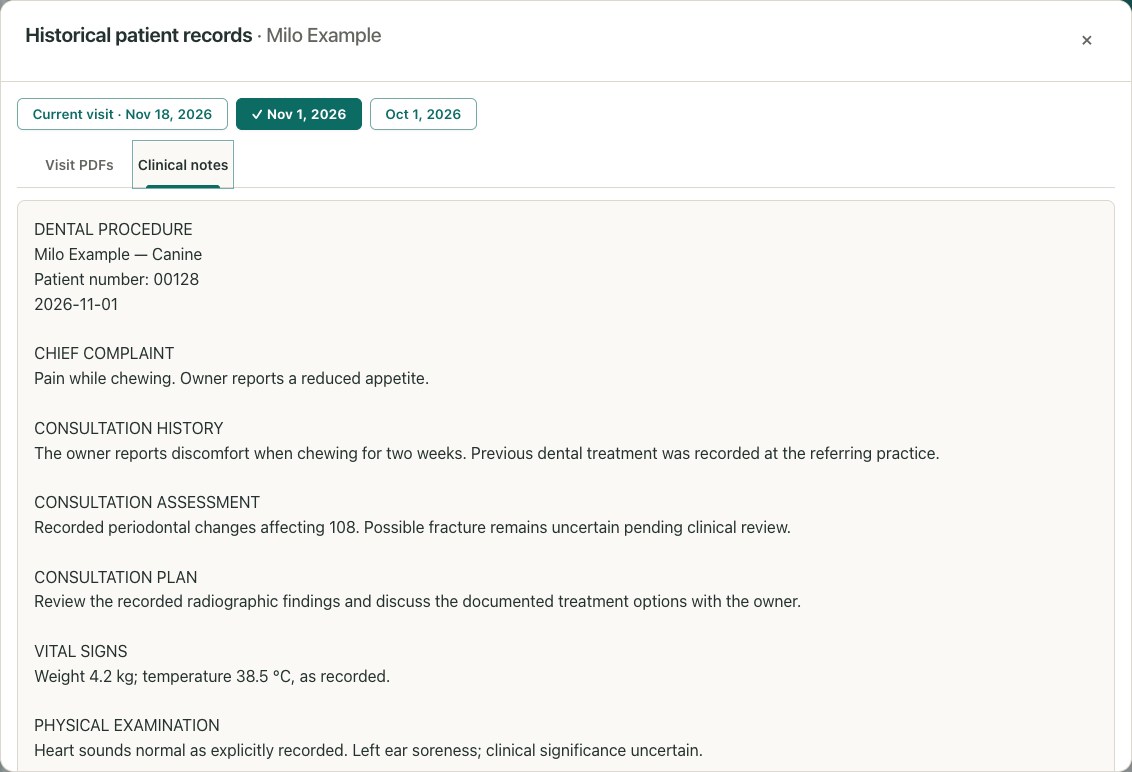 Historical patient records · Milo Example
×
Current visit · Nov 18, 2026
✓ Nov 1, 2026
Oct 1, 2026
Visit PDFs
Clinical notes
DENTAL PROCEDURE
Milo Example — Canine
Patient number: 00128
2026-11-01
CHIEF COMPLAINT
Pain while chewing. Owner reports a reduced appetite.
CONSULTATION HISTORY
The owner reports discomfort when chewing for two weeks. Previous dental treatment was recorded at the referring practice.
CONSULTATION ASSESSMENT
Recorded periodontal changes affecting 108. Possible fracture remains uncertain pending clinical review.
CONSULTATION PLAN
Review the recorded radiographic findings and discuss the documented treatment options with the owner.
VITAL SIGNS
Weight 4.2 kg; temperature 38.5 °C, as recorded.
PHYSICAL EXAMINATION
Heart sounds normal as explicitly recorded. Left ear soreness; clinical significance uncertain.